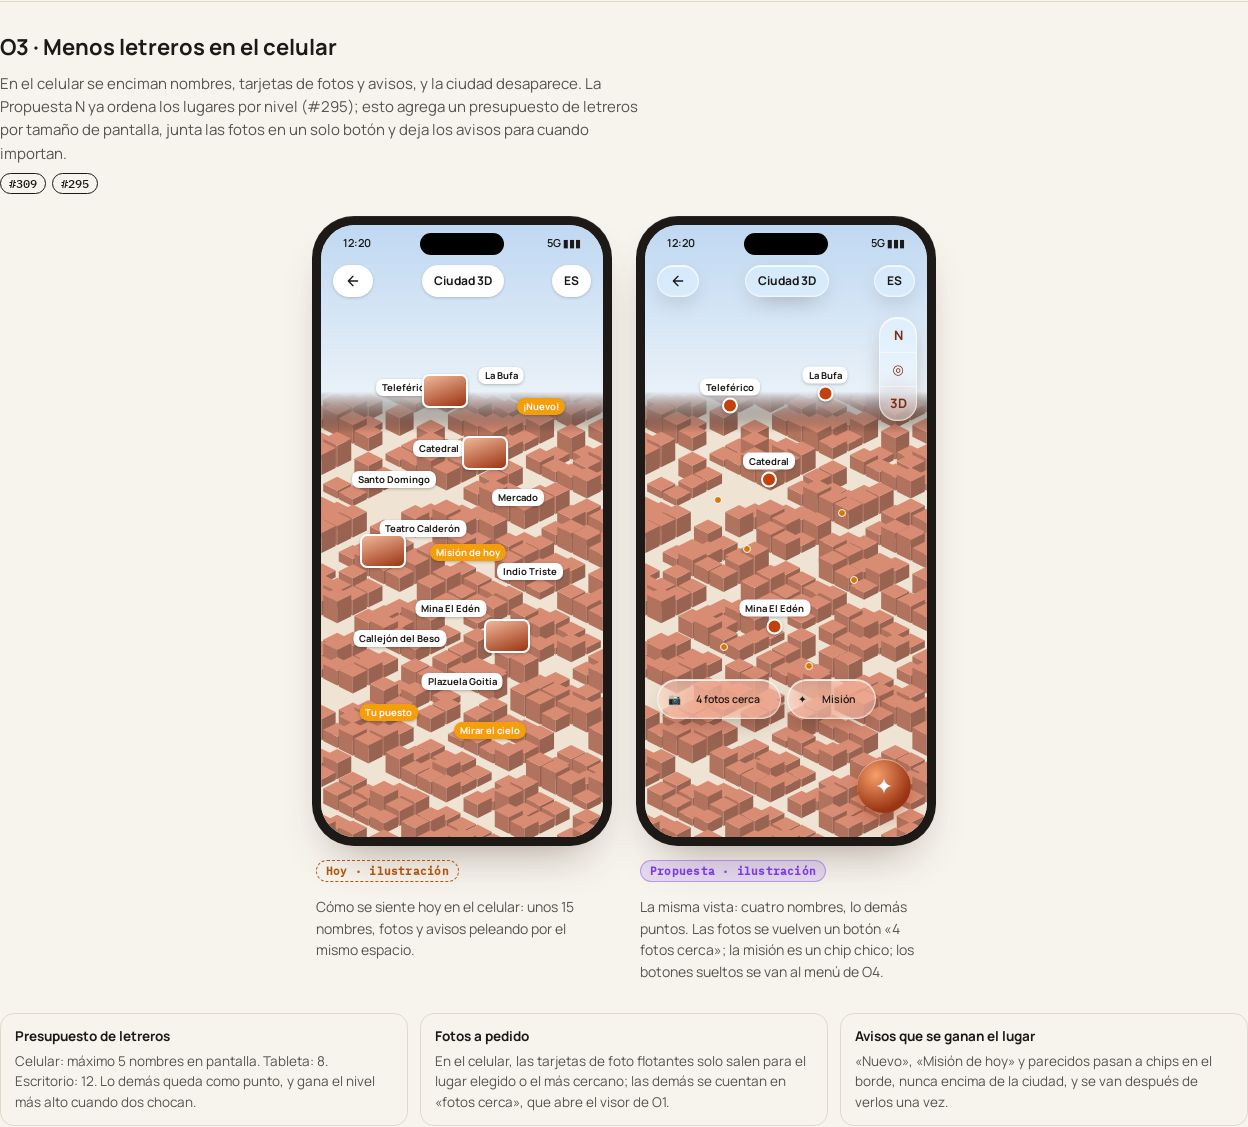 O3 · Menos letreros en el celular
En el celular se enciman nombres, tarjetas de fotos y avisos, y la ciudad desaparece. La
Propuesta N ya ordena los lugares por nivel (#295); esto agrega un presupuesto de letreros
por tamaño de pantalla, junta las fotos en un solo botón y deja los avisos para cuando
importan.
#309 #295
12:20 5G
Ciudad 3D ES
La Bufa
Teleféric
¡Nuevo!
Catedral
Santo Domingo
Mercado
Teatro Calderón
Misión de hoy
Indio Triste
Mina El Edén
Callejón del Beso
Plazuela Goitia
Tu puesto
Mirar el cielo
12:20 5G
← Ciudad 3D ES
N
◎
3D
La Bufa
Teleférico
Catedral
Mina El Edén
4 fotos cerca
✦ Misión
✦
Hoy · ilustración
Cómo se siente hoy en el celular: unos 15
nombres, fotos y avisos peleando por el
mismo espacio.
Propuesta · ilustración
La misma vista: cuatro nombres, lo demás
puntos. Las fotos se vuelven un botón «4
fotos cerca»; la misión es un chip chico; los
botones sueltos se van al menú de O4.
Presupuesto de letreros
Celular: máximo 5 nombres en pantalla. Tableta: 8.
Escritorio: 12. Lo demás queda como punto, y gana el nivel
más alto cuando dos chocan.
Fotos a pedido
En el celular, las tarjetas de foto flotantes solo salen para el
lugar elegido o el más cercano; las demás se cuentan en
«fotos cerca», que abre el visor de O1.
Avisos que se ganan el lugar
«Nuevo», «Misión de hoy» y parecidos pasan a chips en el
borde, nunca encima de la ciudad, y se van después de
verlos una vez.